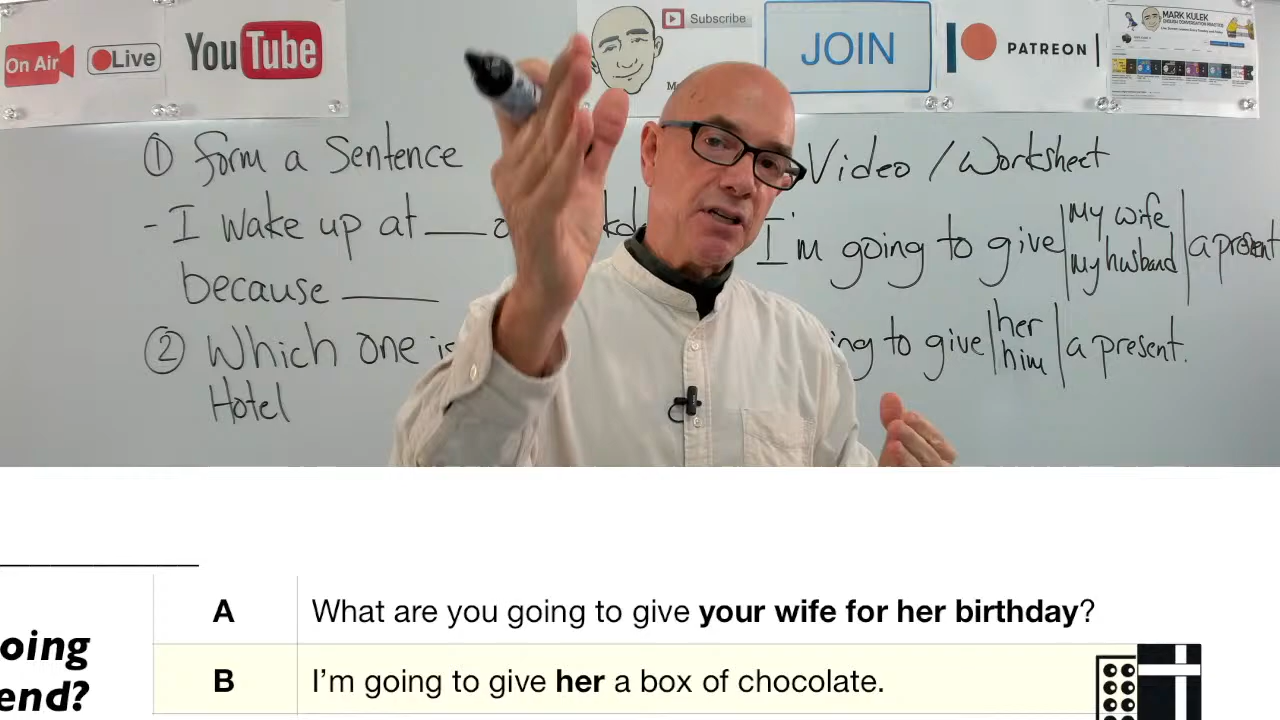 On Air
Live
YouTube
Subscribe
JOIN
PATREON
MARK KULEK
① form a Sentence
- I wake up at ___
because ___
② Which one is
Hotel
Video / Worksheet
I'm going to give | my wife | a present
my husband
ing to give | her | a present.
him
oing
end?
A What are you going to give your wife for her birthday?
B I'm going to give her a box of chocolate.